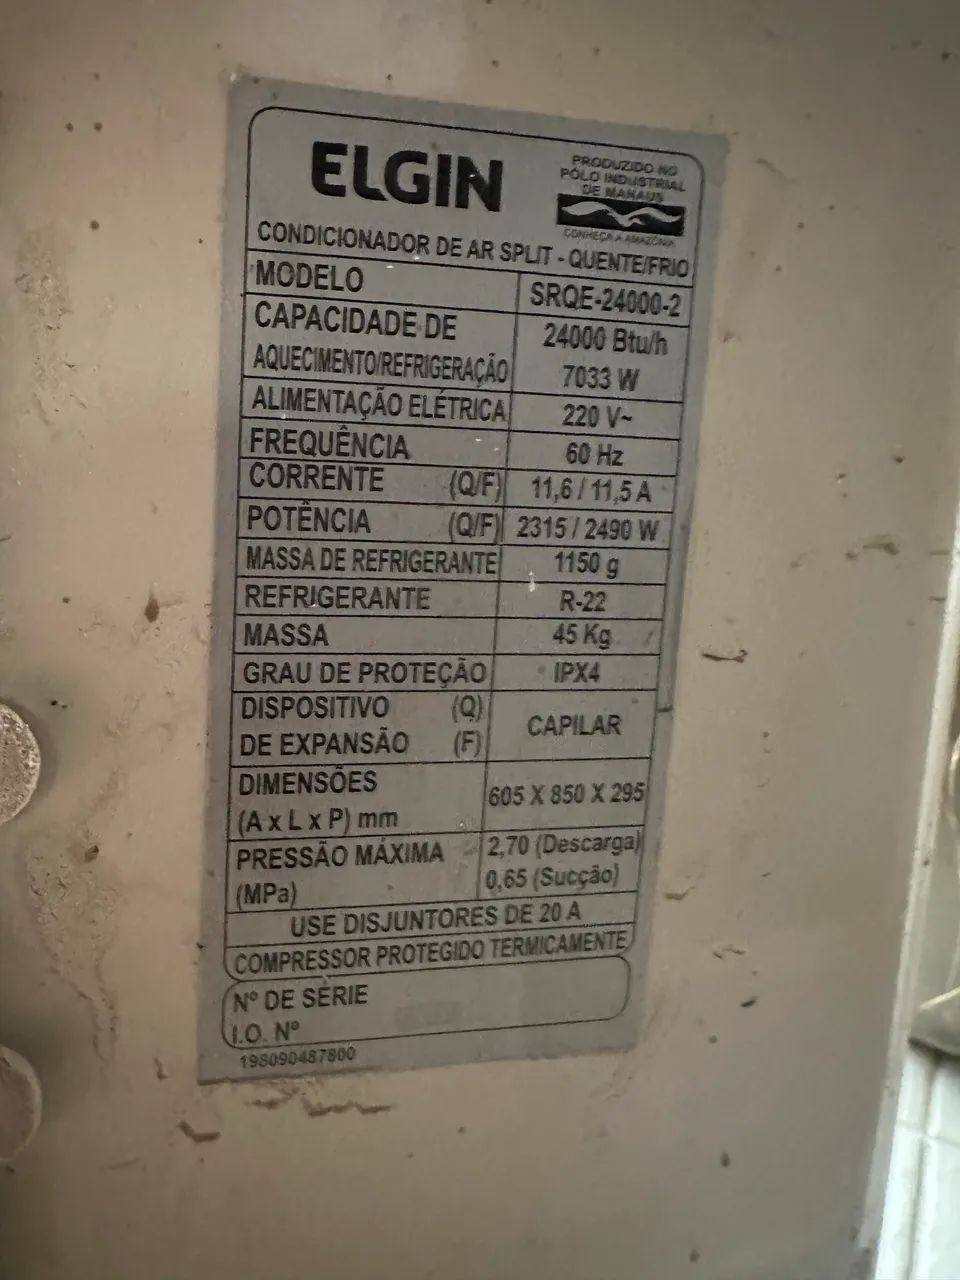 ELGIN
PRODUZIDO NO
PÓLO INDUSTRIAL
DE MANAUS
CONHEÇA A AMAZÔNIA
CONDICIONADOR DE AR SPLIT - QUENTE/FRIO
MODELO SRQE-24000-2
CAPACIDADE DE 24000 Btu/h
AQUECIMENTO/REFRIGERAÇÃO 7033 W
ALIMENTAÇÃO ELÉTRICA 220 V~
FREQUÊNCIA 60 Hz
CORRENTE (Q/F) 11,6 / 11,5 A
POTÊNCIA (Q/F) 2315 / 2490 W
MASSA DE REFRIGERANTE 1150 g
REFRIGERANTE R-22
MASSA 45 Kg
GRAU DE PROTEÇÃO IPX4
DISPOSITIVO (Q)
DE EXPANSÃO (F) CAPILAR
DIMENSÕES
(A x L x P) mm 605 X 850 X 295
PRESSÃO MÁXIMA 2,70 (Descarga)
(MPa) 0,65 (Sucção)
USE DISJUNTORES DE 20 A
COMPRESSOR PROTEGIDO TERMICAMENTE
Nº DE SÉRIE
I.O. Nº
198090487800